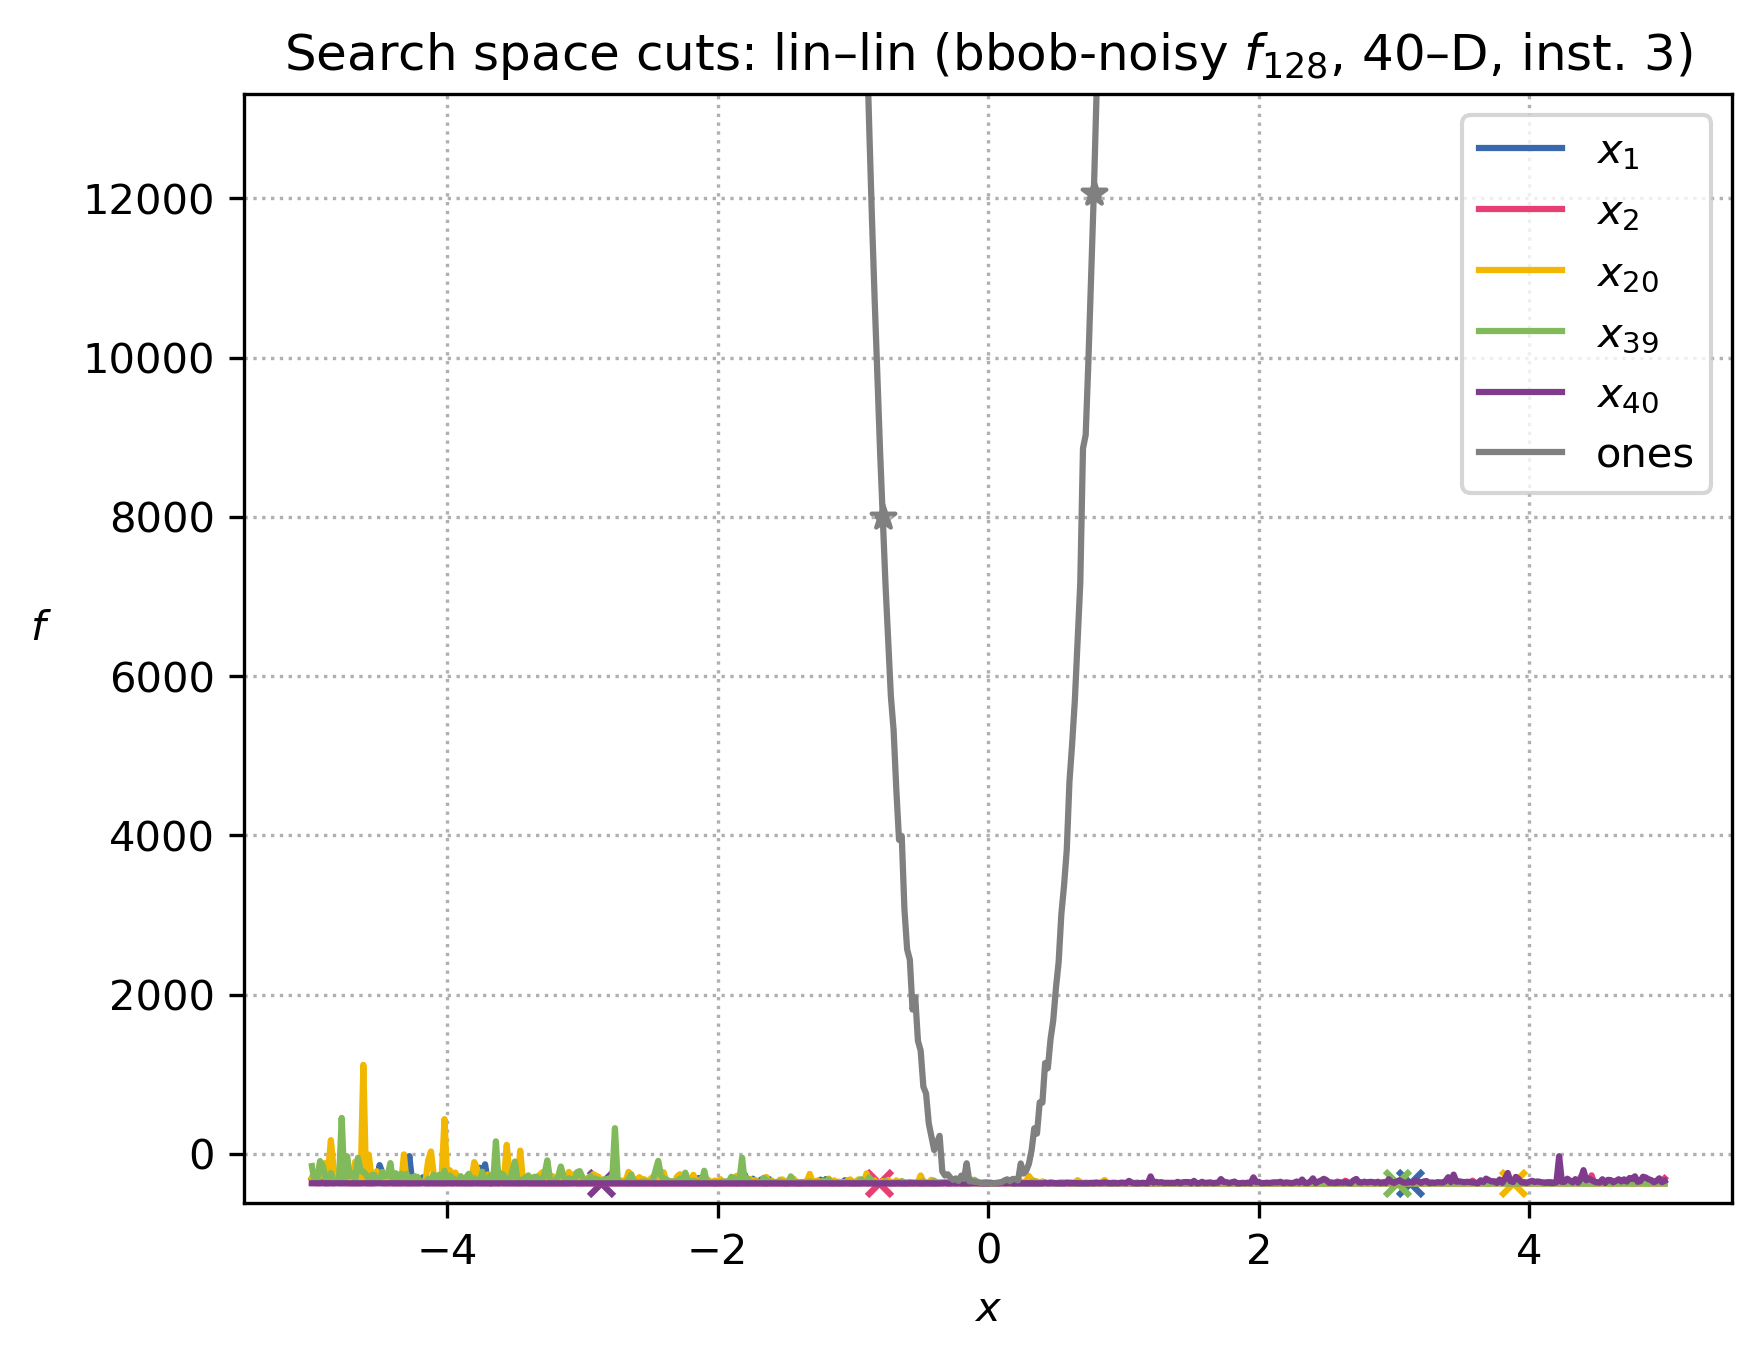 Search space cuts: lin–lin (bbob-noisy f₁₂₈, 40–D, inst. 3)
12000
10000
8000
6000
4000
2000
0
f
x₁
x₂
x₂₀
x₃₉
x₄₀
ones
−4 −2 0 2 4
x